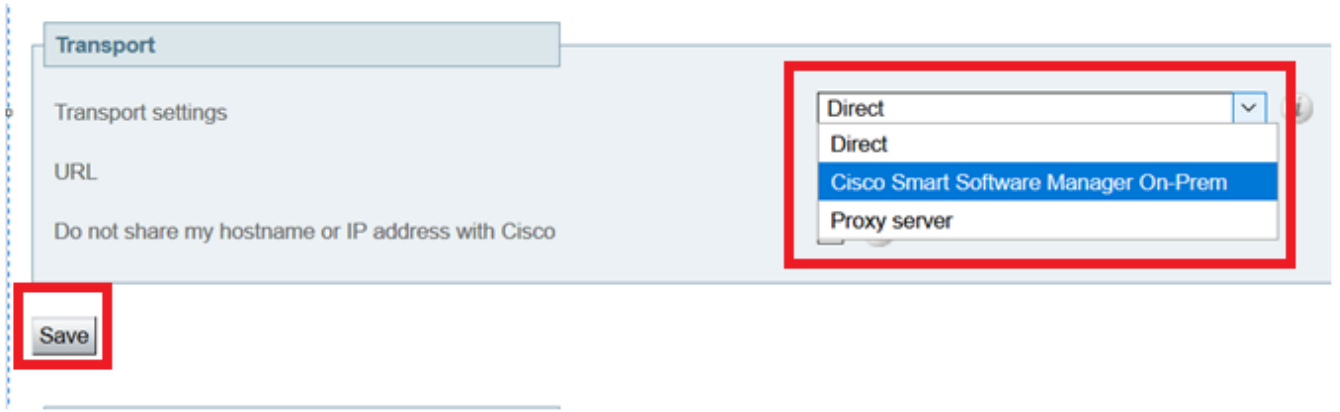 Transport
Transport settings
Direct
Direct
URL
Cisco Smart Software Manager On-Prem
Do not share my hostname or IP address with Cisco
Proxy server
Save